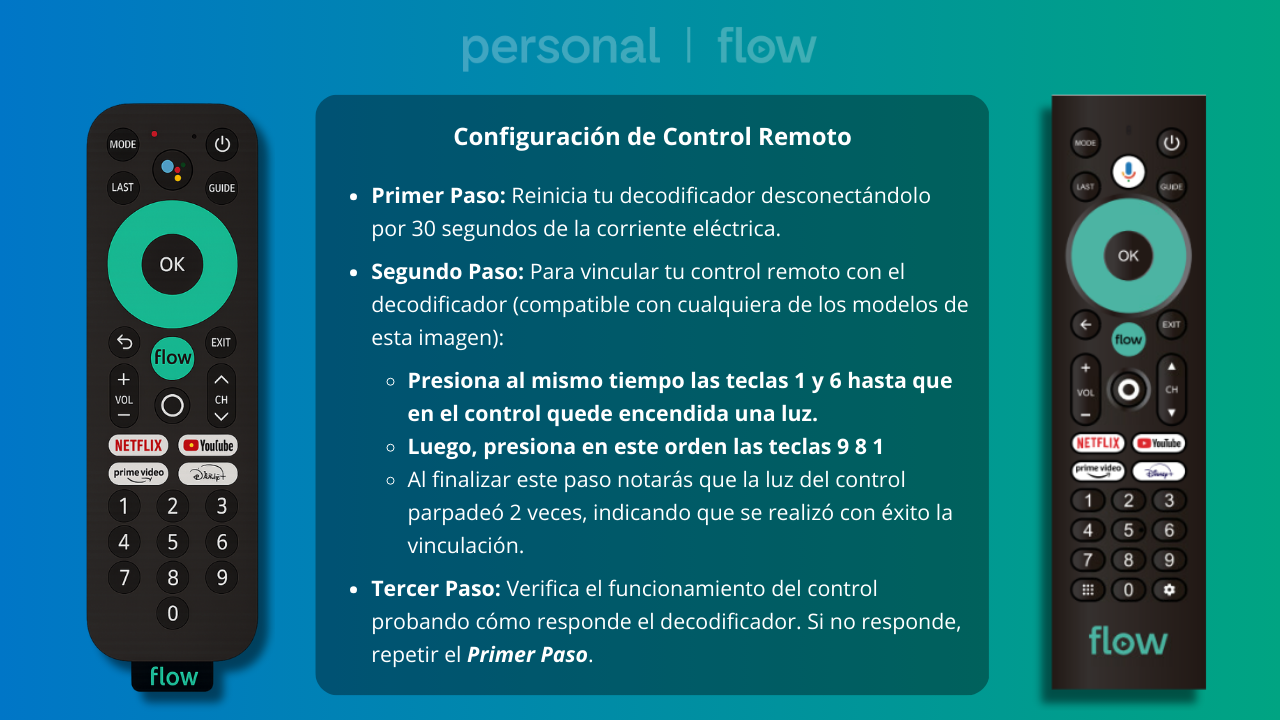 personal | flow
MODE
LAST
GUIDE
OK
flow
EXIT
+
VOL
−
CH
NETFLIX
YouTube
prime video
Disney+
1 2 3
4 5 6
7 8 9
0
flow
Configuración de Control Remoto
• Primer Paso: Reinicia tu decodificador desconectándolo
por 30 segundos de la corriente eléctrica.
• Segundo Paso: Para vincular tu control remoto con el
decodificador (compatible con cualquiera de los modelos de
esta imagen):
◦ Presiona al mismo tiempo las teclas 1 y 6 hasta que
en el control quede encendida una luz.
◦ Luego, presiona en este orden las teclas 9 8 1
◦ Al finalizar este paso notarás que la luz del control
parpadeó 2 veces, indicando que se realizó con éxito la
vinculación.
• Tercer Paso: Verifica el funcionamiento del control
probando cómo responde el decodificador. Si no responde,
repetir el Primer Paso.
MODE
LAST
GUIDE
OK
EXIT
flow
+
VOL
−
CH
NETFLIX
YouTube
prime video
Disney+
1 2 3
4 5 6
7 8 9
0
flow